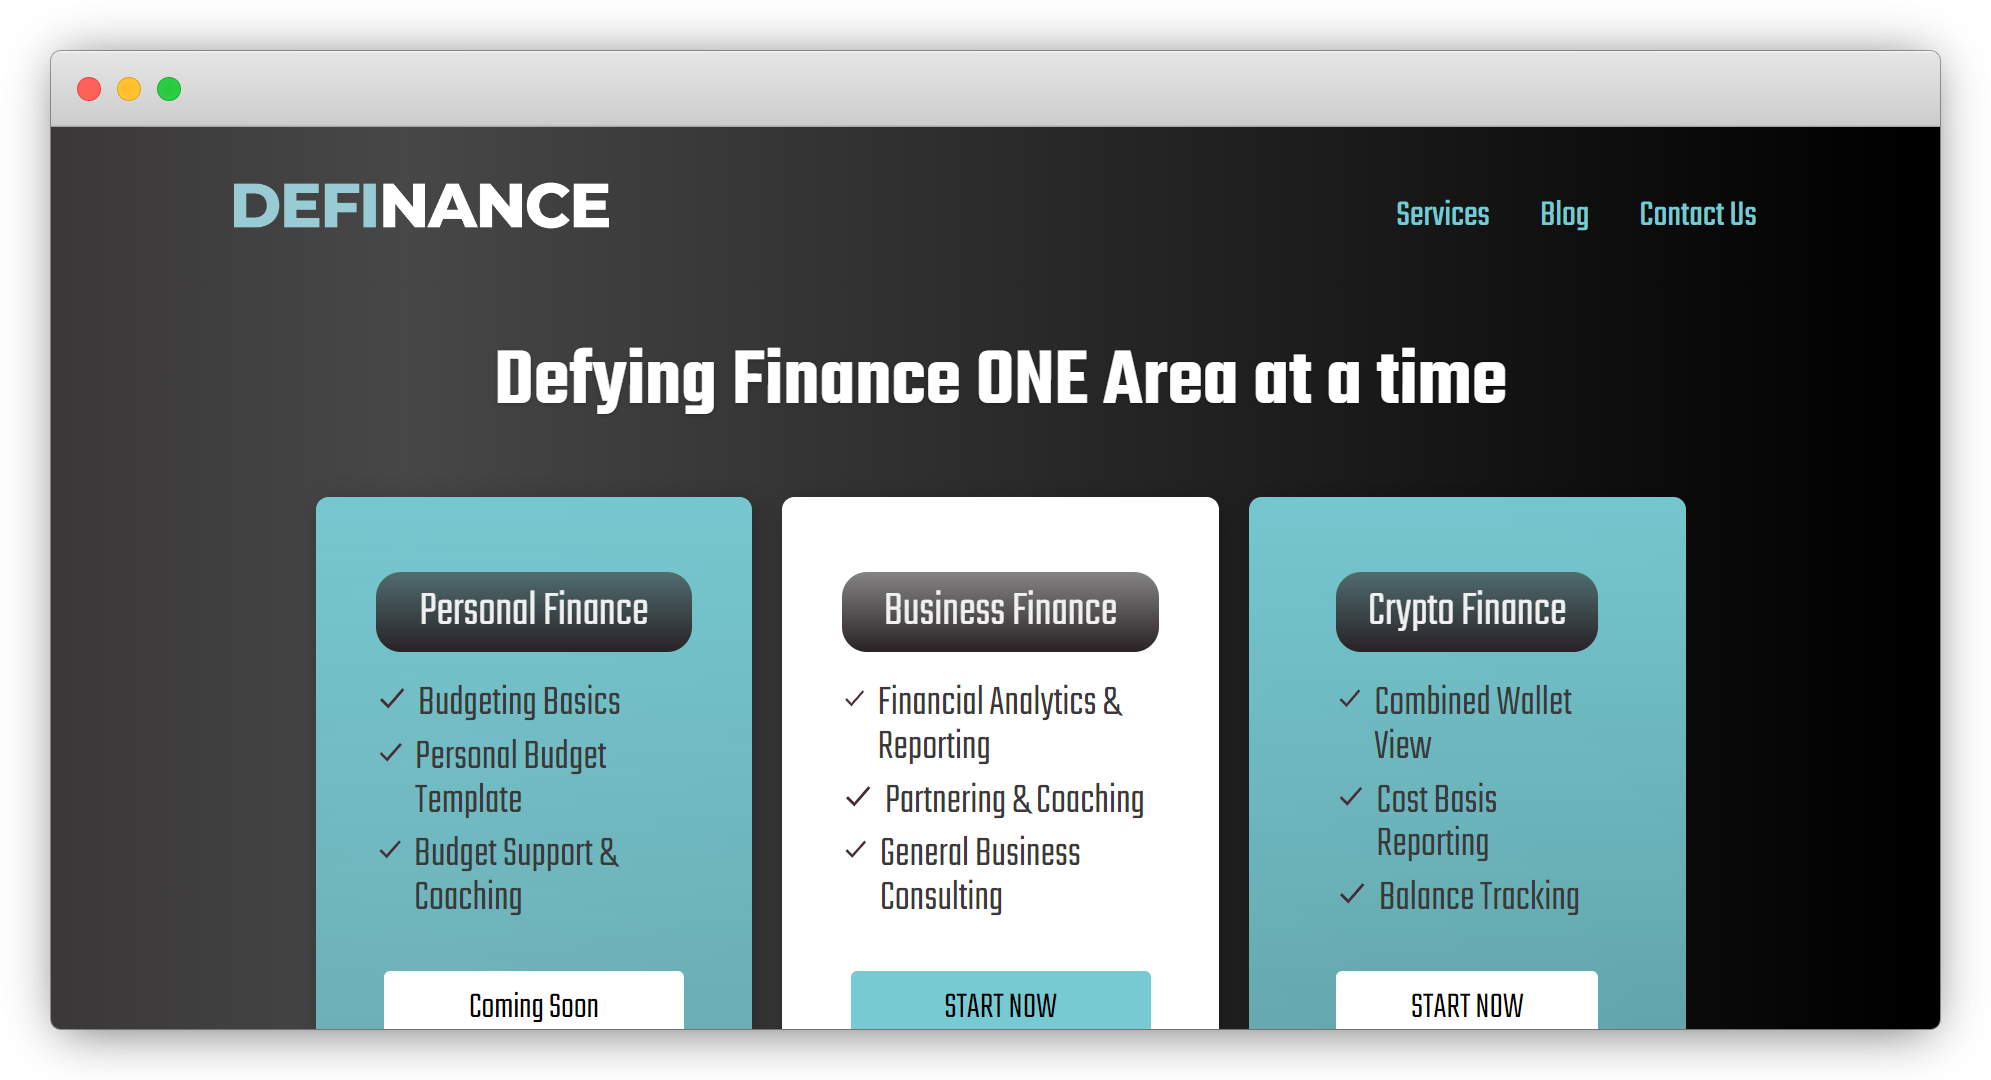 DEFINANCE
Services
Blog
Contact Us
Defying Finance ONE Area at a time
Personal Finance
Budgeting Basics
Personal Budget
Template
Budget Support &
Coaching
Coming Soon
Business Finance
Financial Analytics &
Reporting
Partnering & Coaching
General Business
Consulting
START NOW
Crypto Finance
Combined Wallet
View
Cost Basis
Reporting
Balance Tracking
START NOW